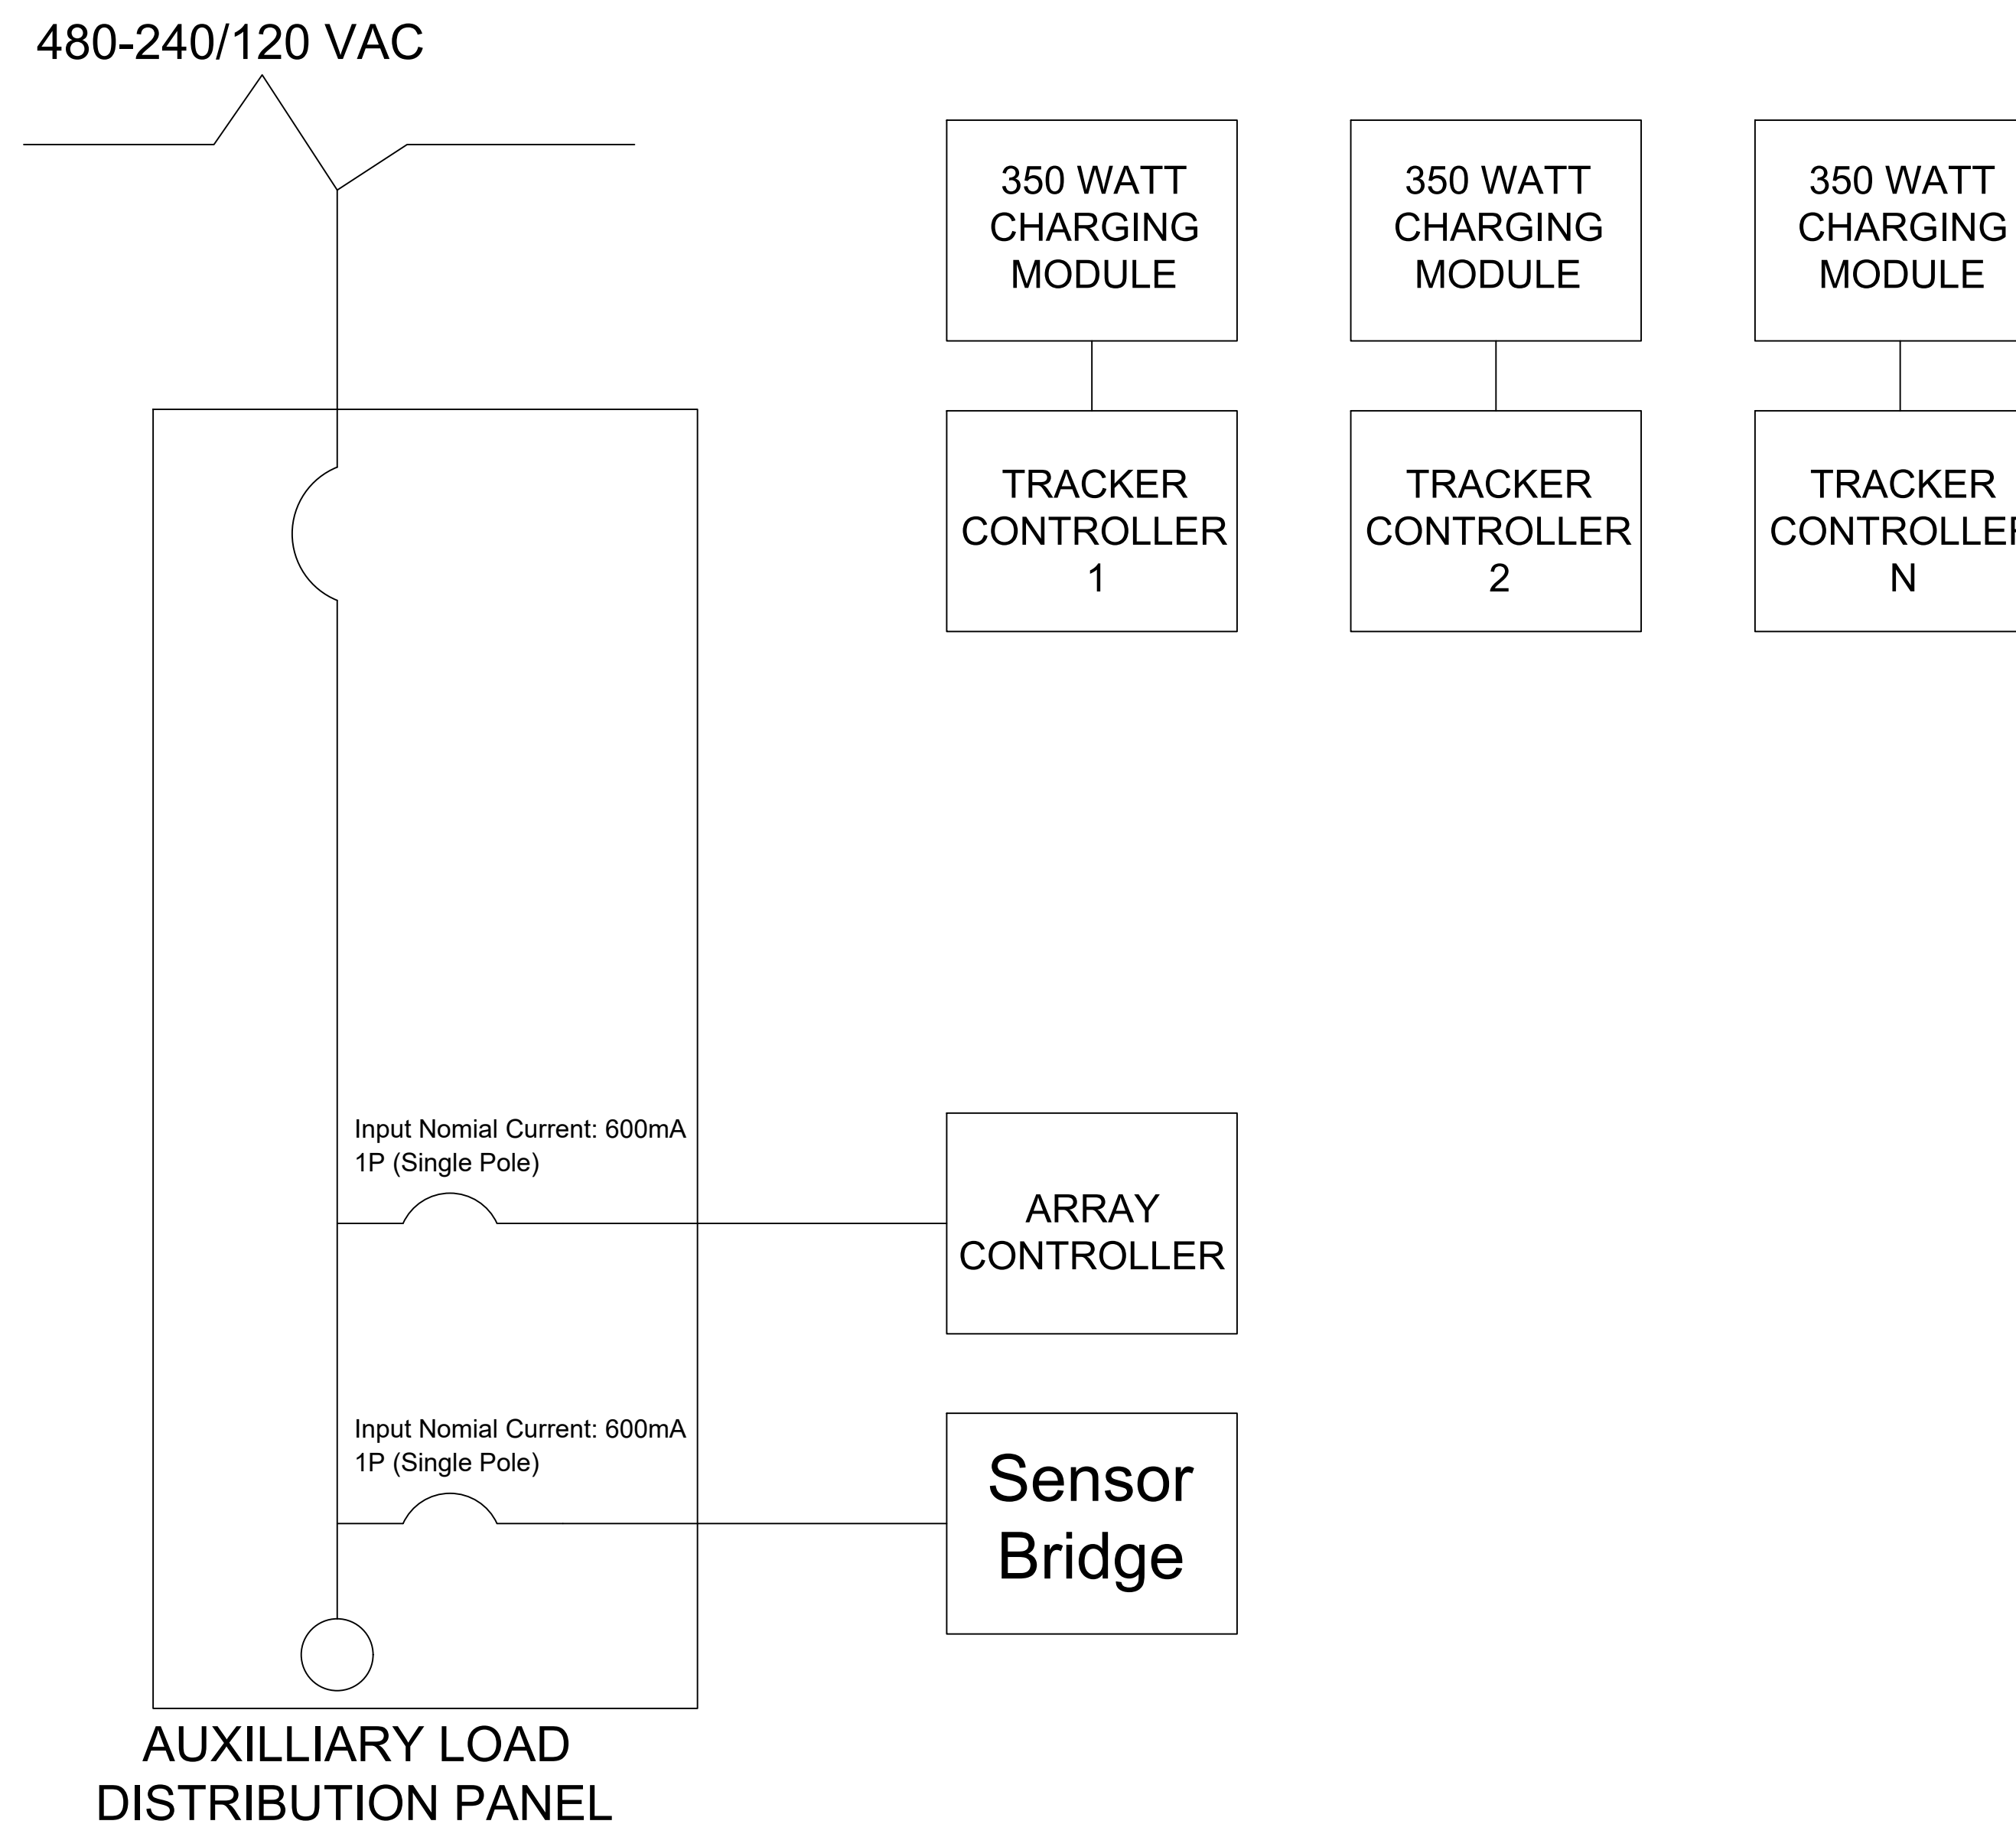 480-240/120 VAC
350 WATT
CHARGING
MODULE
350 WATT
CHARGING
MODULE
350 WATT
CHARGING
MODULE
TRACKER
CONTROLLER
1
TRACKER
CONTROLLER
2
TRACKER
CONTROLLER
N
Input Nomial Current: 600mA
1P (Single Pole)
ARRAY
CONTROLLER
Input Nomial Current: 600mA
1P (Single Pole)
Sensor
Bridge
AUXILLIARY LOAD
DISTRIBUTION PANEL